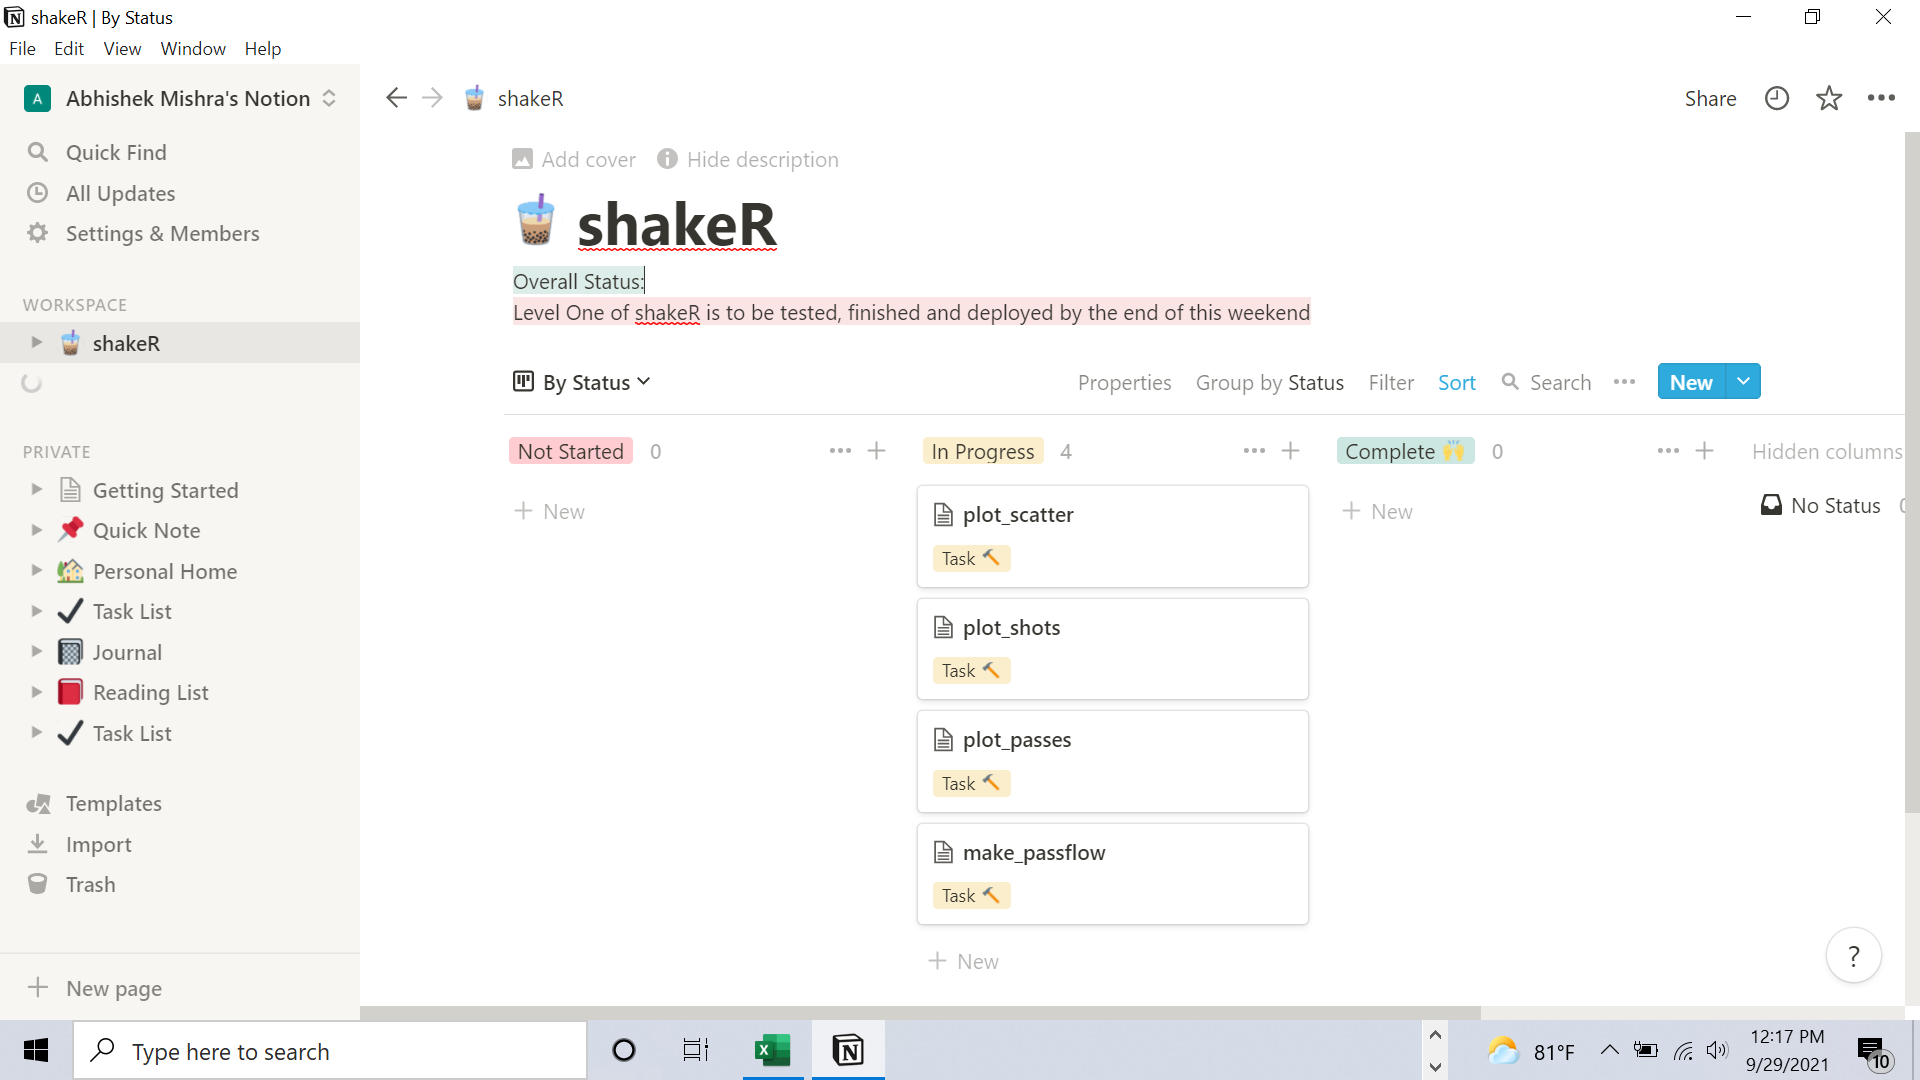 shakeR | By Status
File Edit View Window Help
A Abhishek Mishra's Notion
shakeR
Share
Quick Find
All Updates
Settings & Members
WORKSPACE
shakeR
PRIVATE
Getting Started
Quick Note
Personal Home
Task List
Journal
Reading List
Task List
Templates
Import
Trash
New page
Add cover Hide description
shakeR
Overall Status:
Level One of shakeR is to be tested, finished and deployed by the end of this weekend
By Status Properties Group by Status Filter Sort Search New
Not Started 0
In Progress 4
Complete 🙌 0
Hidden columns
+ New
plot_scatter
Task 🔨
plot_shots
Task 🔨
plot_passes
Task 🔨
make_passflow
Task 🔨
+ New
+ New
No Status 0
?
Type here to search
81°F
12:17 PM
9/29/2021
10